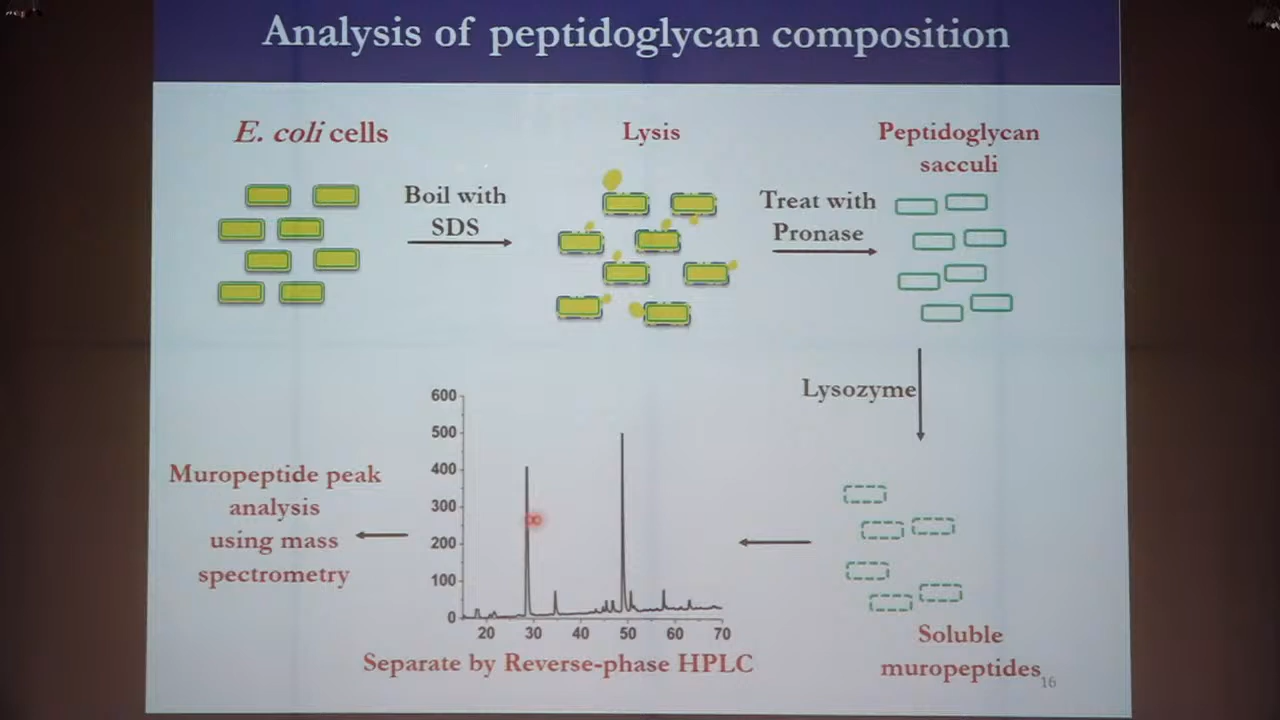 Analysis of peptidoglycan composition
E. coli cells
Boil with
SDS
Lysis
Treat with
Pronase
Peptidoglycan
sacculi
Lysozyme
Soluble
muropeptides
16
600
500
400
300
200
100
0
20 30 40 50 60 70
Separate by Reverse-phase HPLC
Muropeptide peak
analysis
using mass
spectrometry